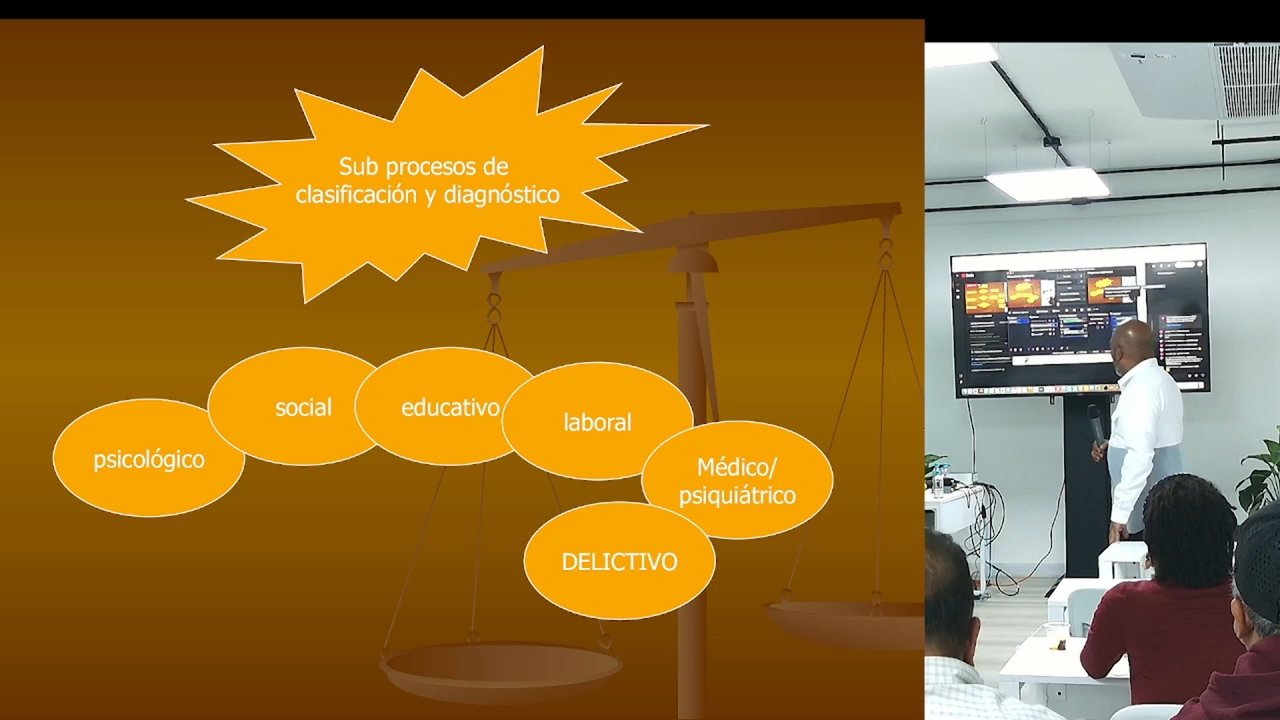 Sub procesos de
clasificación y diagnóstico
psicológico
social
educativo
laboral
Médico/
psiquiátrico
DELICTIVO